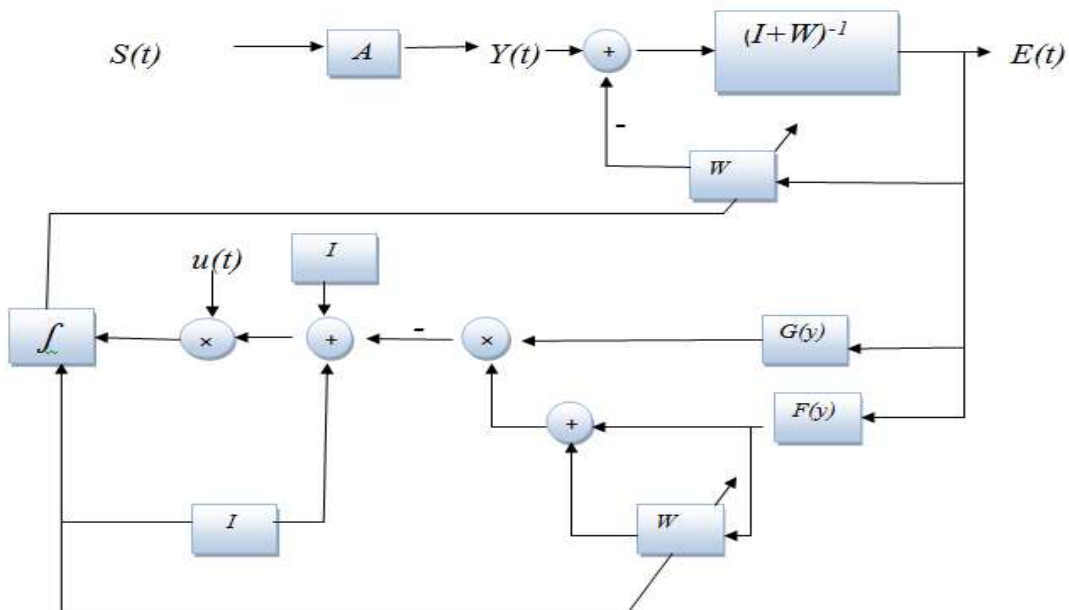 S(t)
A
Y(t)
+
(I+W)⁻¹
E(t)
-
W
u(t)
I
∫
×
+
-
×
G(y)
+
F(y)
I
W